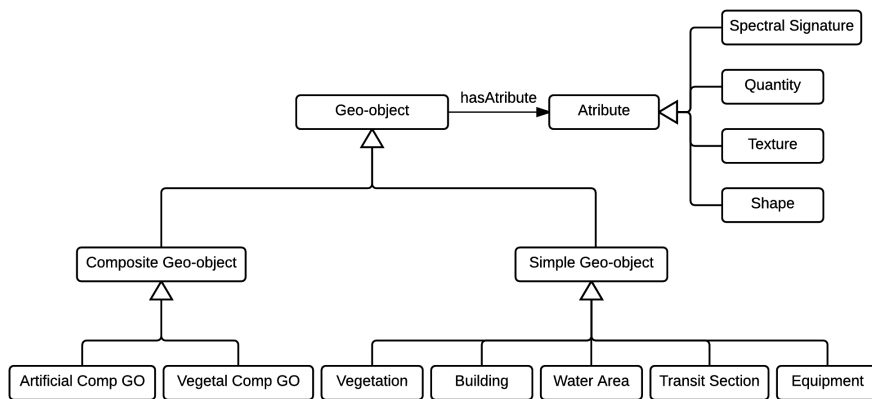 Spectral Signature
Quantity
Geo-object
hasAtribute
Atribute
Texture
Shape
Composite Geo-object
Simple Geo-object
Artificial Comp GO
Vegetal Comp GO
Vegetation
Building
Water Area
Transit Section
Equipment